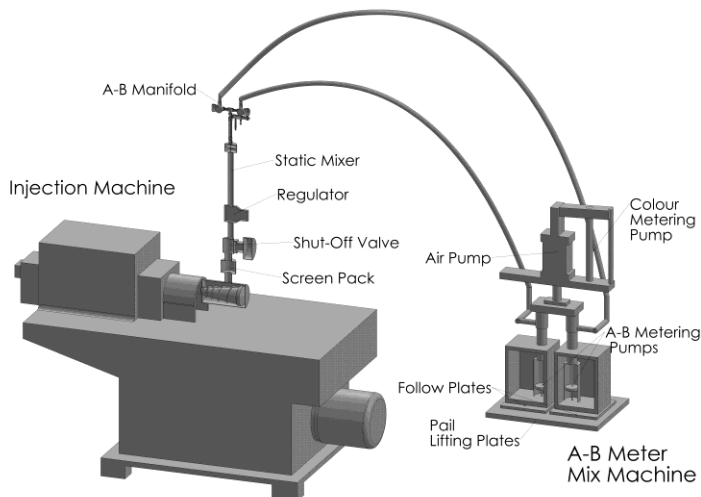 A-B Manifold
Static Mixer
Injection Machine
Regulator
Shut-Off Valve
Screen Pack
Colour
Metering
Pump
Air Pump
A-B Metering
Pumps
Follow Plates
Pail
Lifting Plates
A-B Meter
Mix Machine